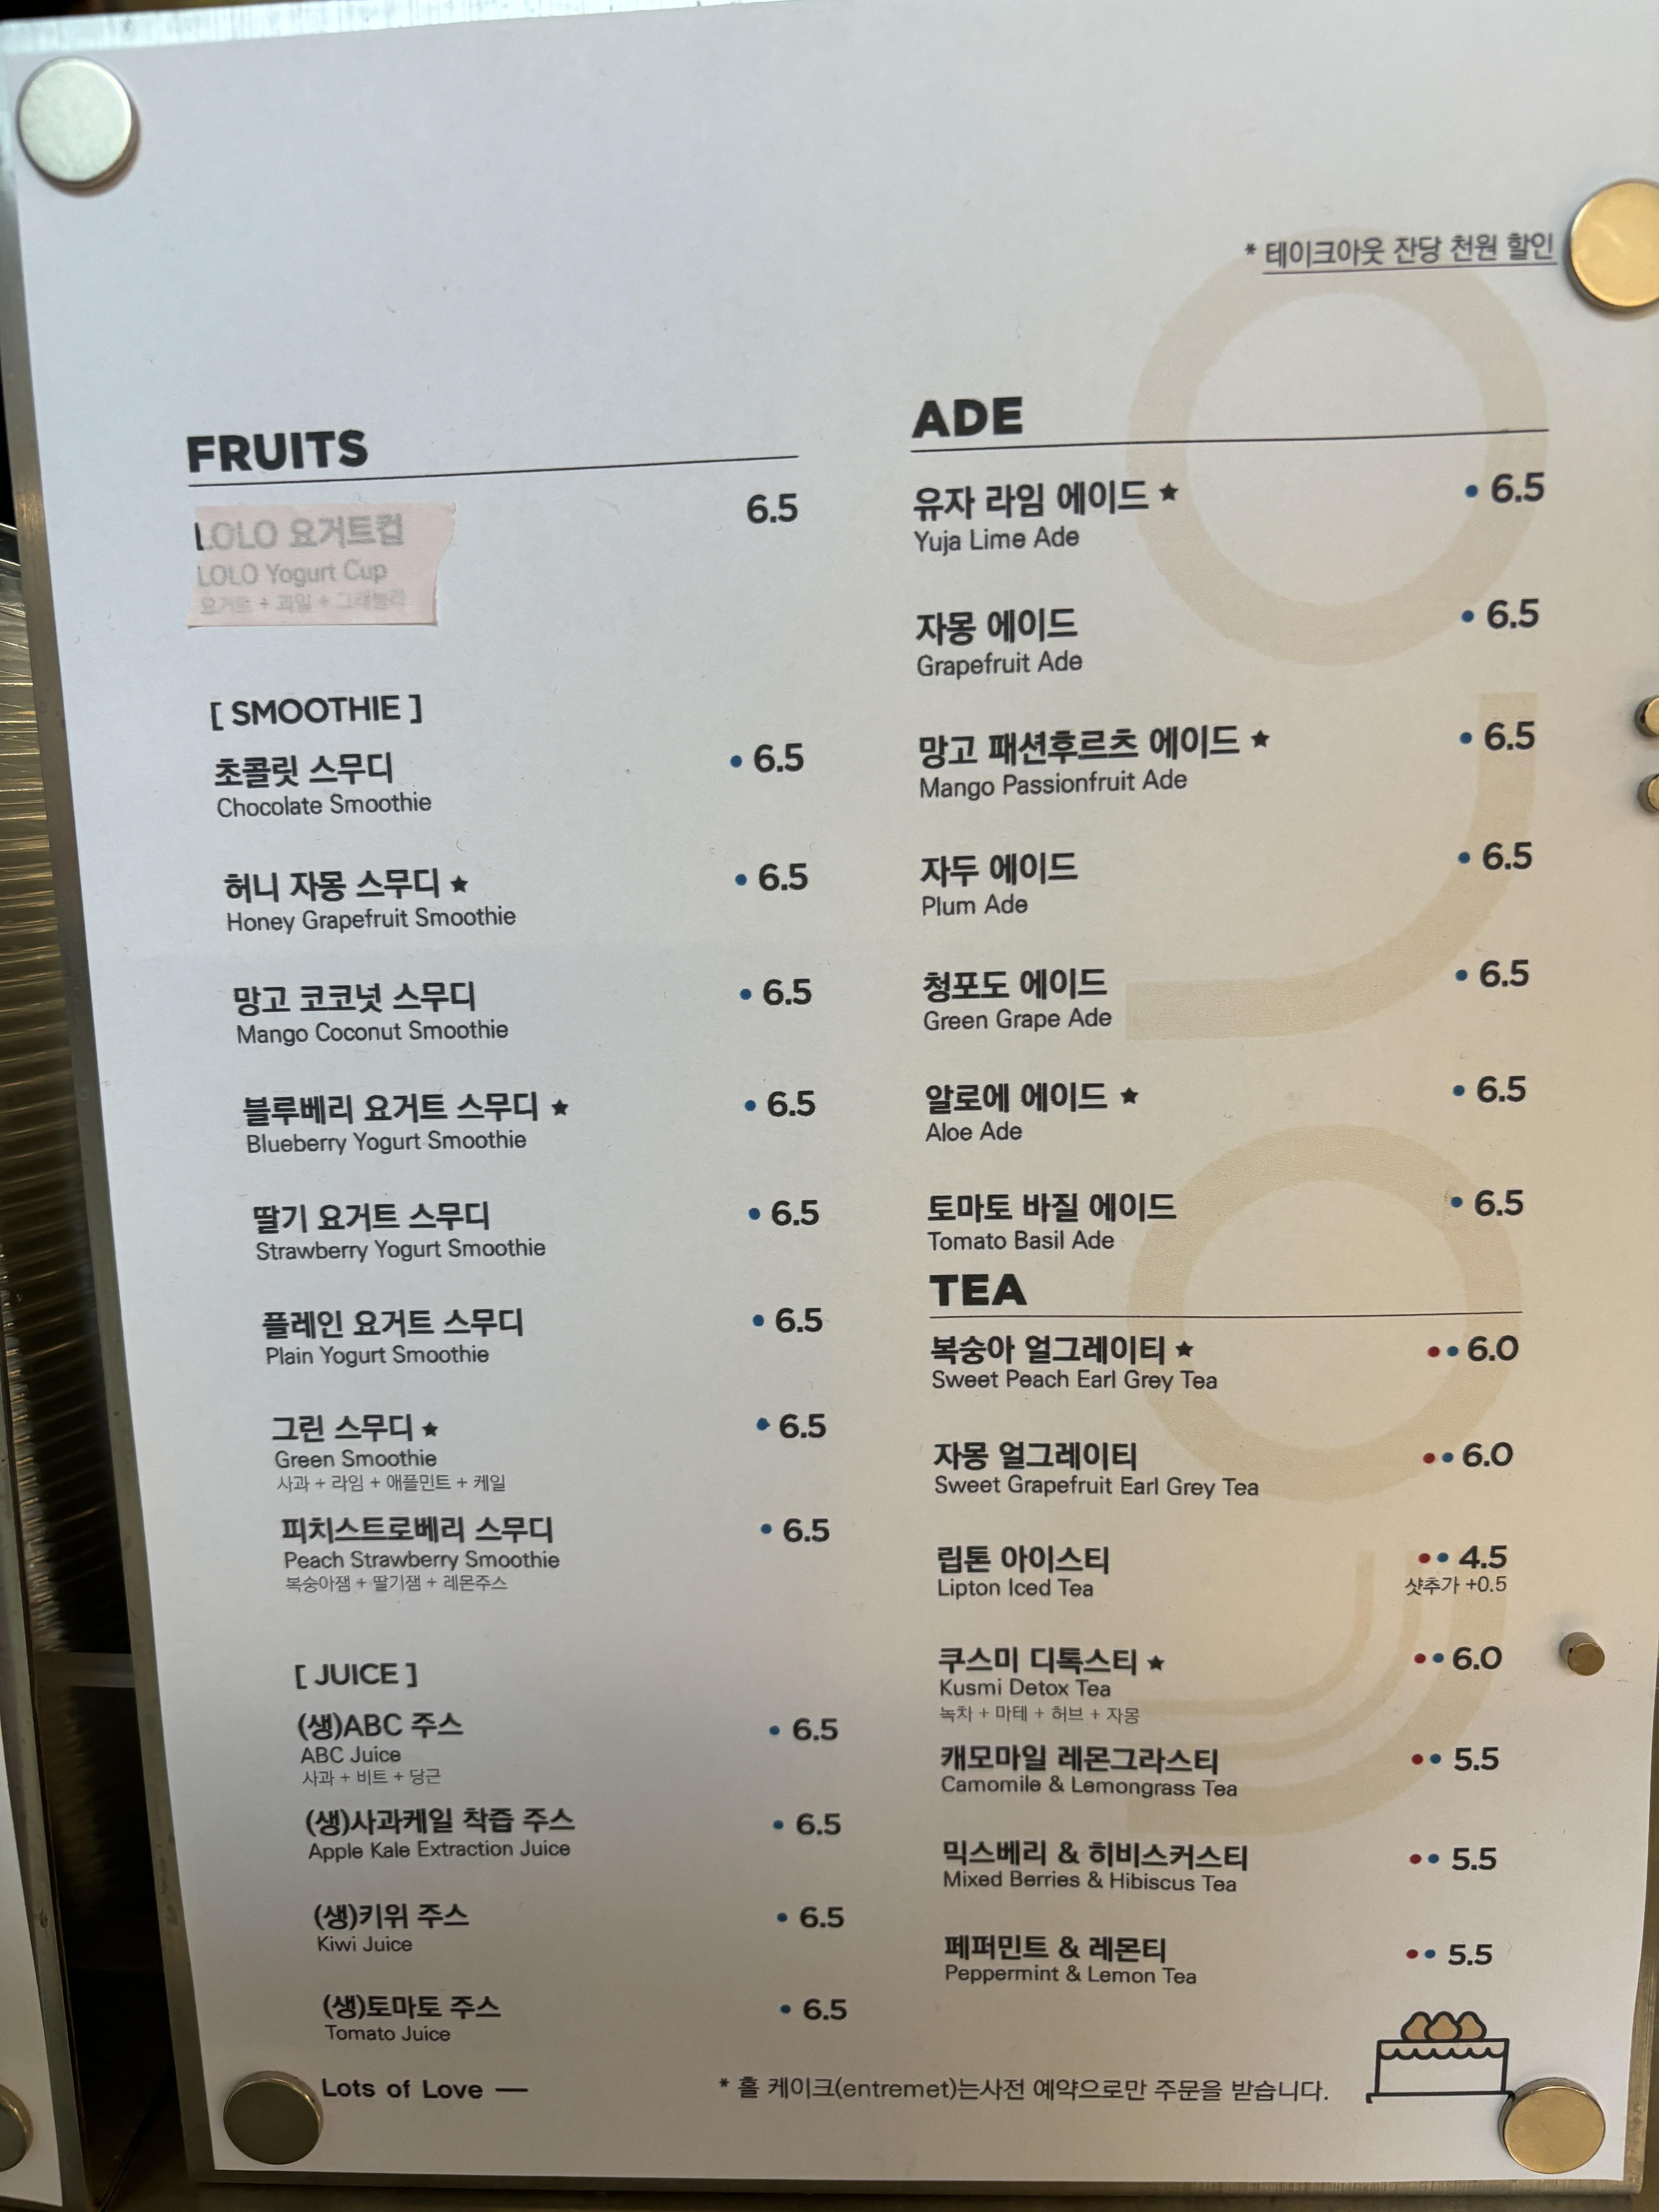 * 테이크아웃 잔당 천원 할인
FRUITS
LOLO 요거트컵 6.5
LOLO Yogurt Cup
요거트 + 과일 + 그래놀라
[ SMOOTHIE ]
초콜릿 스무디 • 6.5
Chocolate Smoothie
허니 자몽 스무디 ★ • 6.5
Honey Grapefruit Smoothie
망고 코코넛 스무디 • 6.5
Mango Coconut Smoothie
블루베리 요거트 스무디 ★ • 6.5
Blueberry Yogurt Smoothie
딸기 요거트 스무디 • 6.5
Strawberry Yogurt Smoothie
플레인 요거트 스무디 • 6.5
Plain Yogurt Smoothie
그린 스무디 ★ • 6.5
Green Smoothie
사과 + 라임 + 애플민트 + 케일
피치스트로베리 스무디 • 6.5
Peach Strawberry Smoothie
복숭아잼 + 딸기잼 + 레몬주스
[ JUICE ]
(생)ABC 주스 • 6.5
ABC Juice
사과 + 비트 + 당근
(생)사과케일 착즙 주스 • 6.5
Apple Kale Extraction Juice
(생)키위 주스 • 6.5
Kiwi Juice
(생)토마토 주스 • 6.5
Tomato Juice
ADE
유자 라임 에이드 ★ • 6.5
Yuja Lime Ade
자몽 에이드 • 6.5
Grapefruit Ade
망고 패션후르츠 에이드 ★ • 6.5
Mango Passionfruit Ade
자두 에이드 • 6.5
Plum Ade
청포도 에이드 • 6.5
Green Grape Ade
알로에 에이드 ★ • 6.5
Aloe Ade
토마토 바질 에이드 • 6.5
Tomato Basil Ade
TEA
복숭아 얼그레이티 ★ •• 6.0
Sweet Peach Earl Grey Tea
자몽 얼그레이티 •• 6.0
Sweet Grapefruit Earl Grey Tea
립톤 아이스티 •• 4.5
Lipton Iced Tea 샷추가 +0.5
쿠스미 디톡스티 ★ •• 6.0
Kusmi Detox Tea
녹차 + 마테 + 허브 + 자몽
캐모마일 레몬그라스티 •• 5.5
Camomile & Lemongrass Tea
믹스베리 & 히비스커스티 •• 5.5
Mixed Berries & Hibiscus Tea
페퍼민트 & 레몬티 •• 5.5
Peppermint & Lemon Tea
Lots of Love —
* 홀 케이크(entremet)는사전 예약으로만 주문을 받습니다.